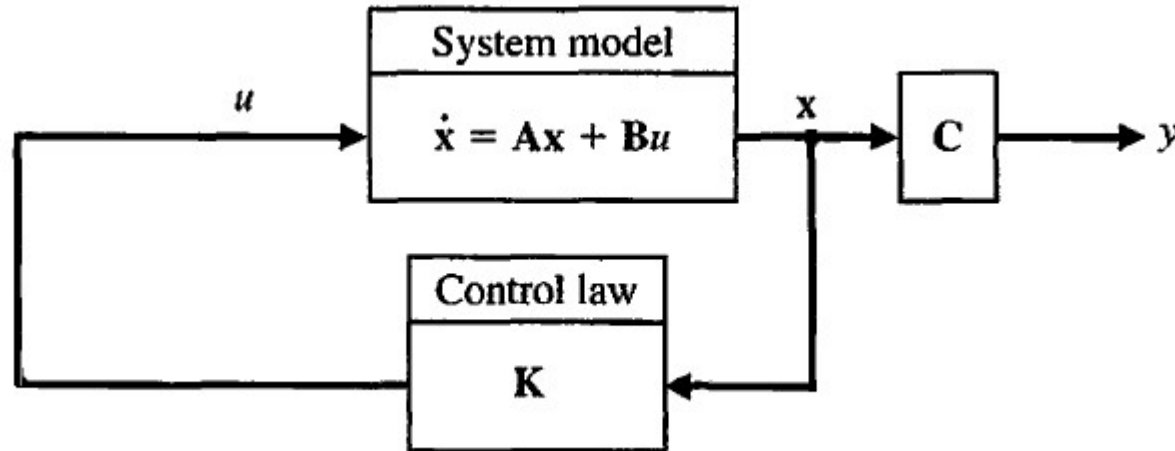 System model
u
ẋ = Ax + Bu
x
C
y
Control law
K